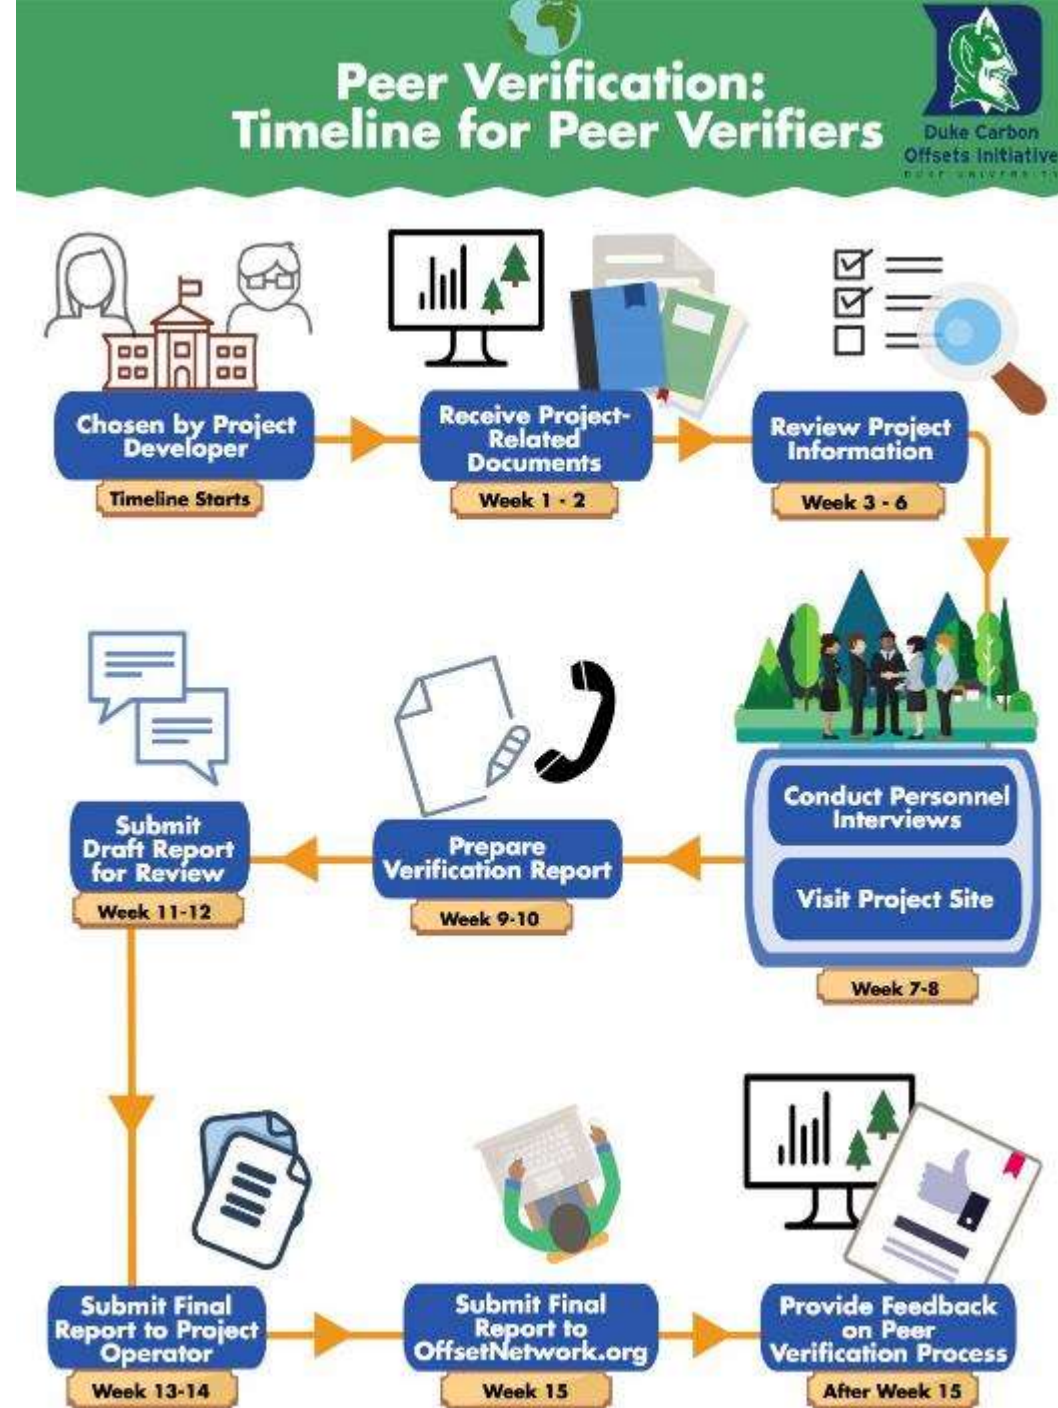 Peer Verification:
Timeline for Peer Verifiers
Duke Carbon
Offsets Initiative
DUKE UNIVERSITY
Chosen by Project
Developer
Timeline Starts
Receive Project-
Related
Documents
Week 1 - 2
Review Project
Information
Week 3 - 6
Conduct Personnel
Interviews
Visit Project Site
Week 7-8
Prepare
Verification Report
Week 9-10
Submit
Draft Report
for Review
Week 11-12
Submit Final
Report to Project
Operator
Week 13-14
Submit Final
Report to
OffsetNetwork.org
Week 15
Provide Feedback
on Peer
Verification Process
After Week 15